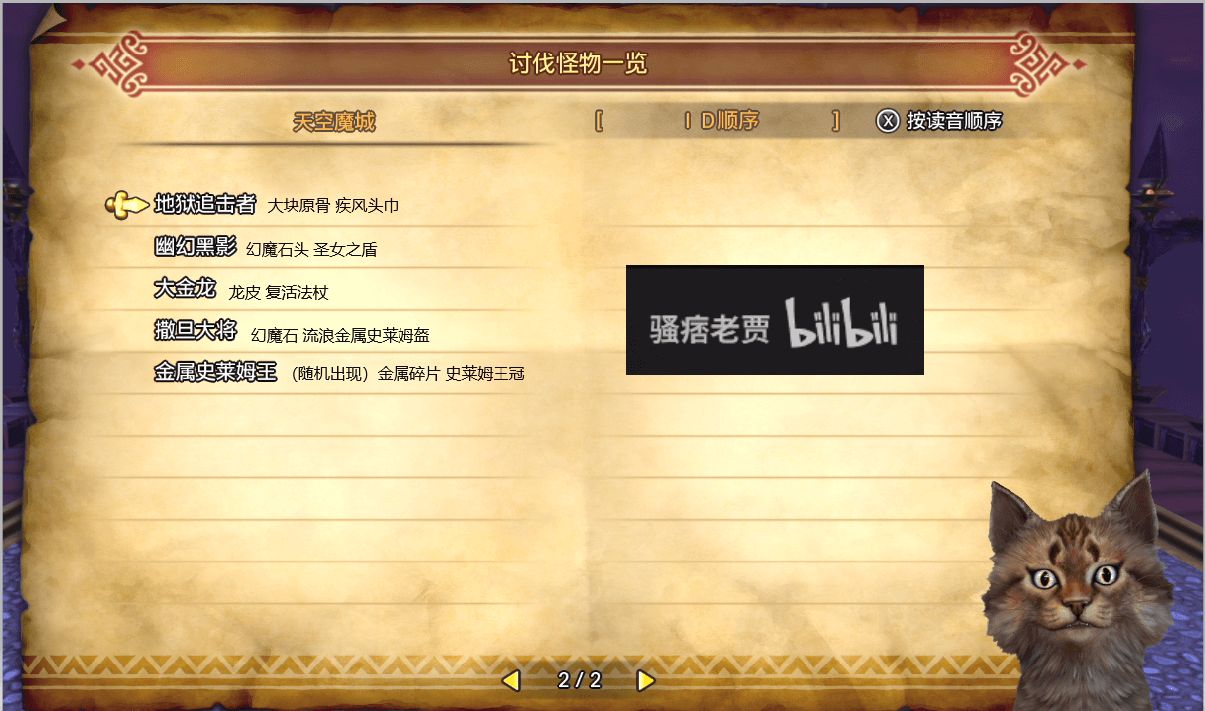 讨伐怪物一览
天空魔城 [ ID顺序 ] X 按读音顺序
地狱追击者 大块原骨 疾风头巾
幽幻黑影 幻魔石头 圣女之盾
大金龙 龙皮 复活法杖
撒旦大将 幻魔石 流浪金属史莱姆盔
金属史莱姆王 (随机出现) 金属碎片 史莱姆王冠
骚痞老贾 bilibili
2/2